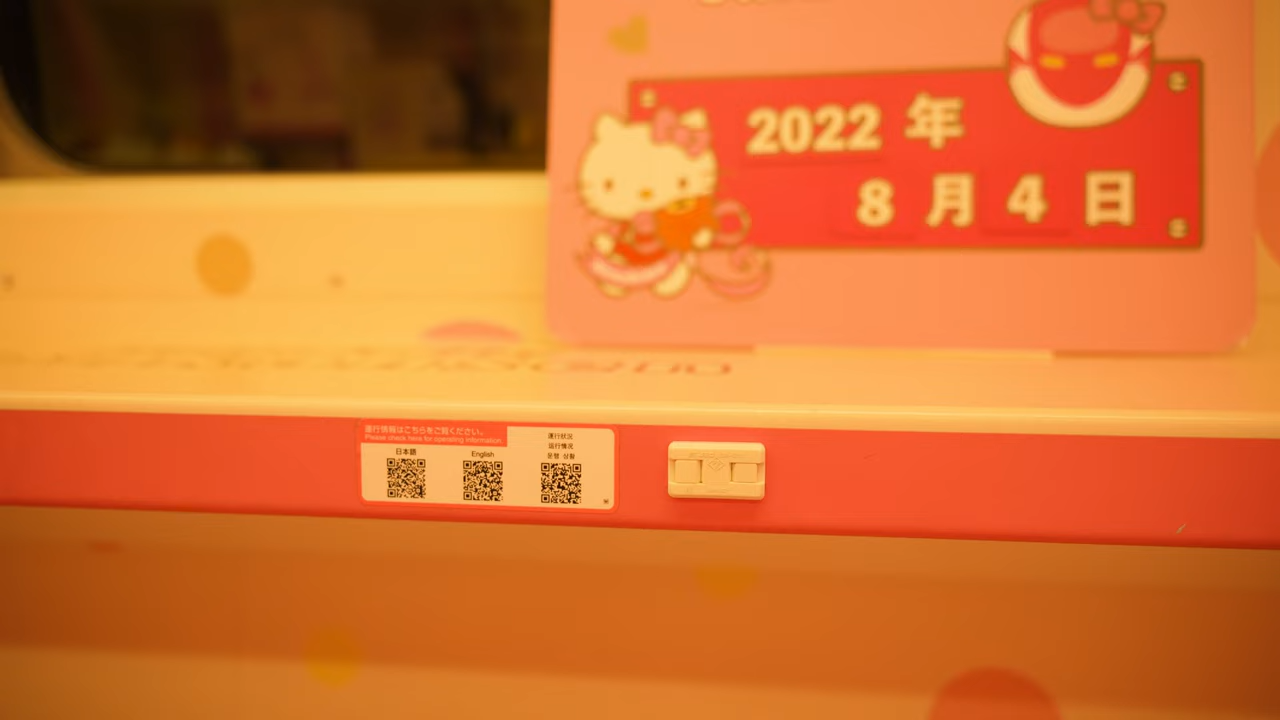 2022 年
8 月 4 日
運行情報はこちらをご覧ください。
Please check here for operating information.
日本語
English
運行狀況
运行情况
운행 상황